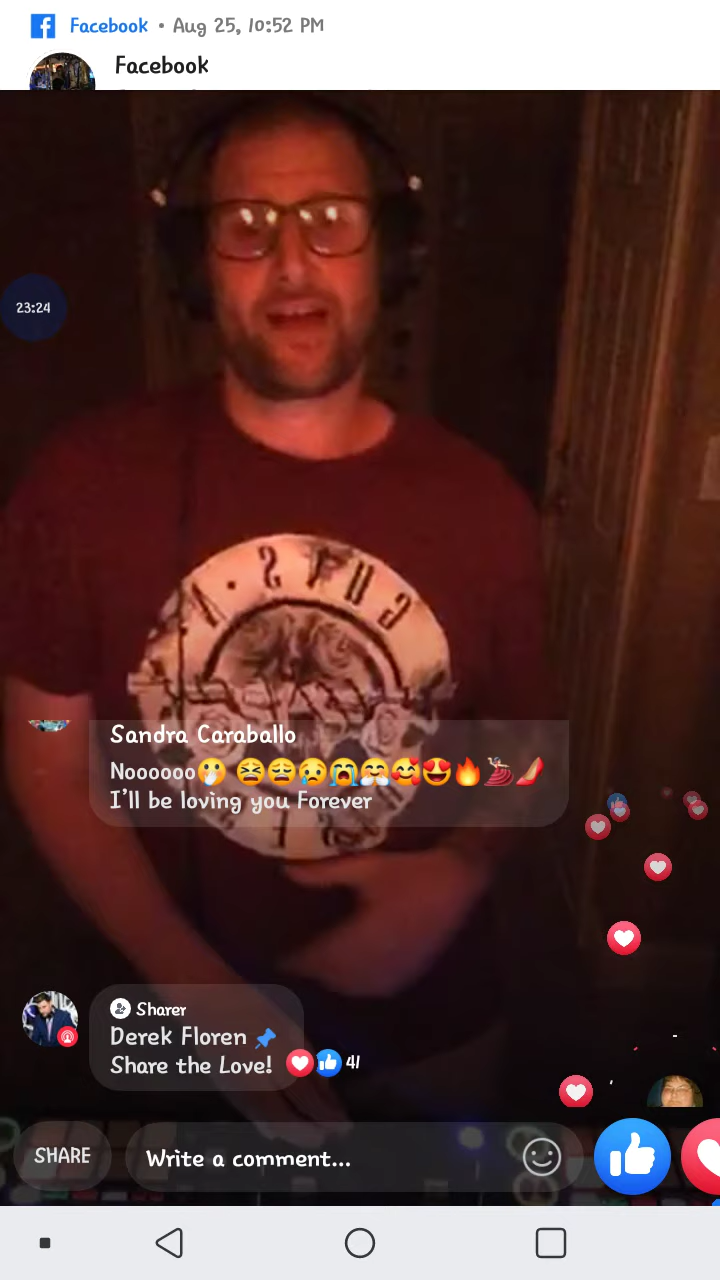 Facebook • Aug 25, 10:52 PM
Facebook
23:24
GUNS • N
Sandra Caraballo
Noooooo🥲 😫😩😥😭🤗🥰😍🔥💃👠
I'll be loving you Forever
Sharer
Derek Floren 📌
Share the Love!
41
SHARE
Write a comment...